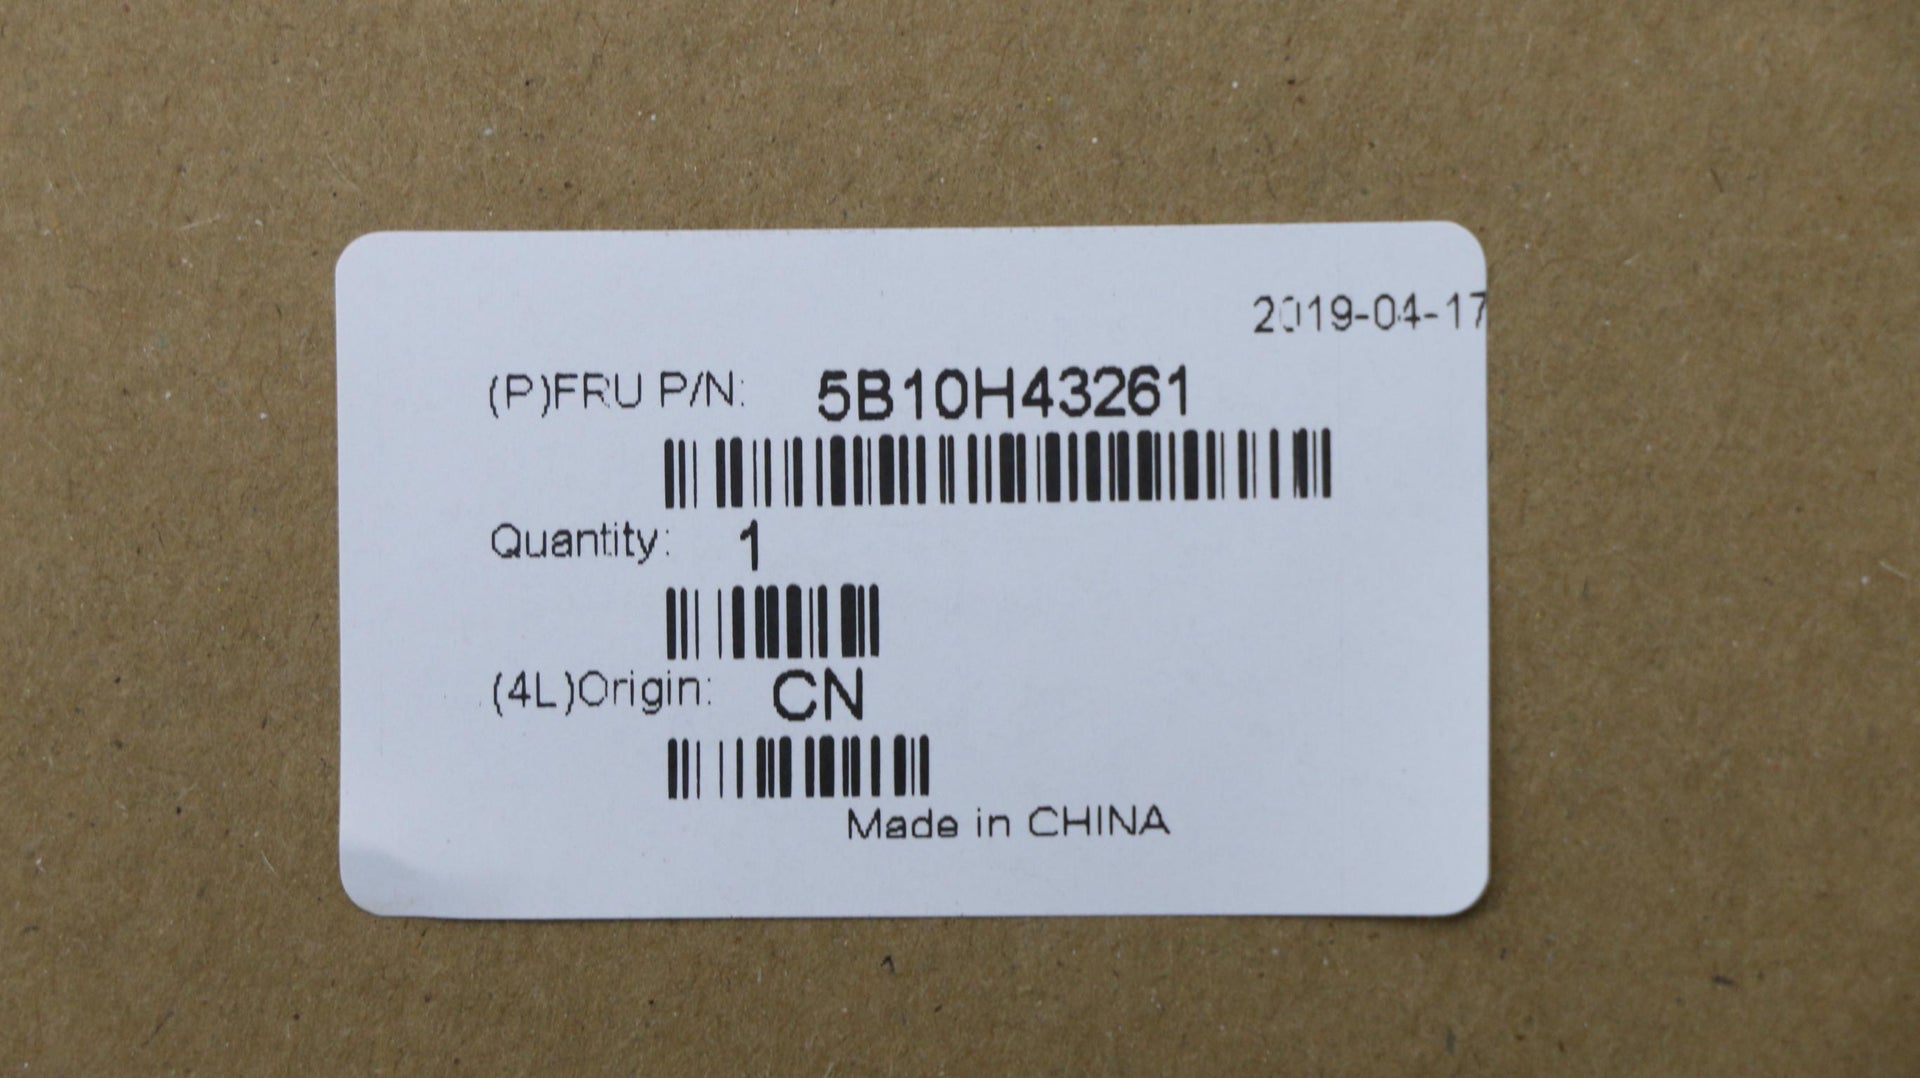 2019-04-17
(P)FRU P/N: 5B10H43261
Quantity: 1
(4L)Origin: CN
Made in CHINA